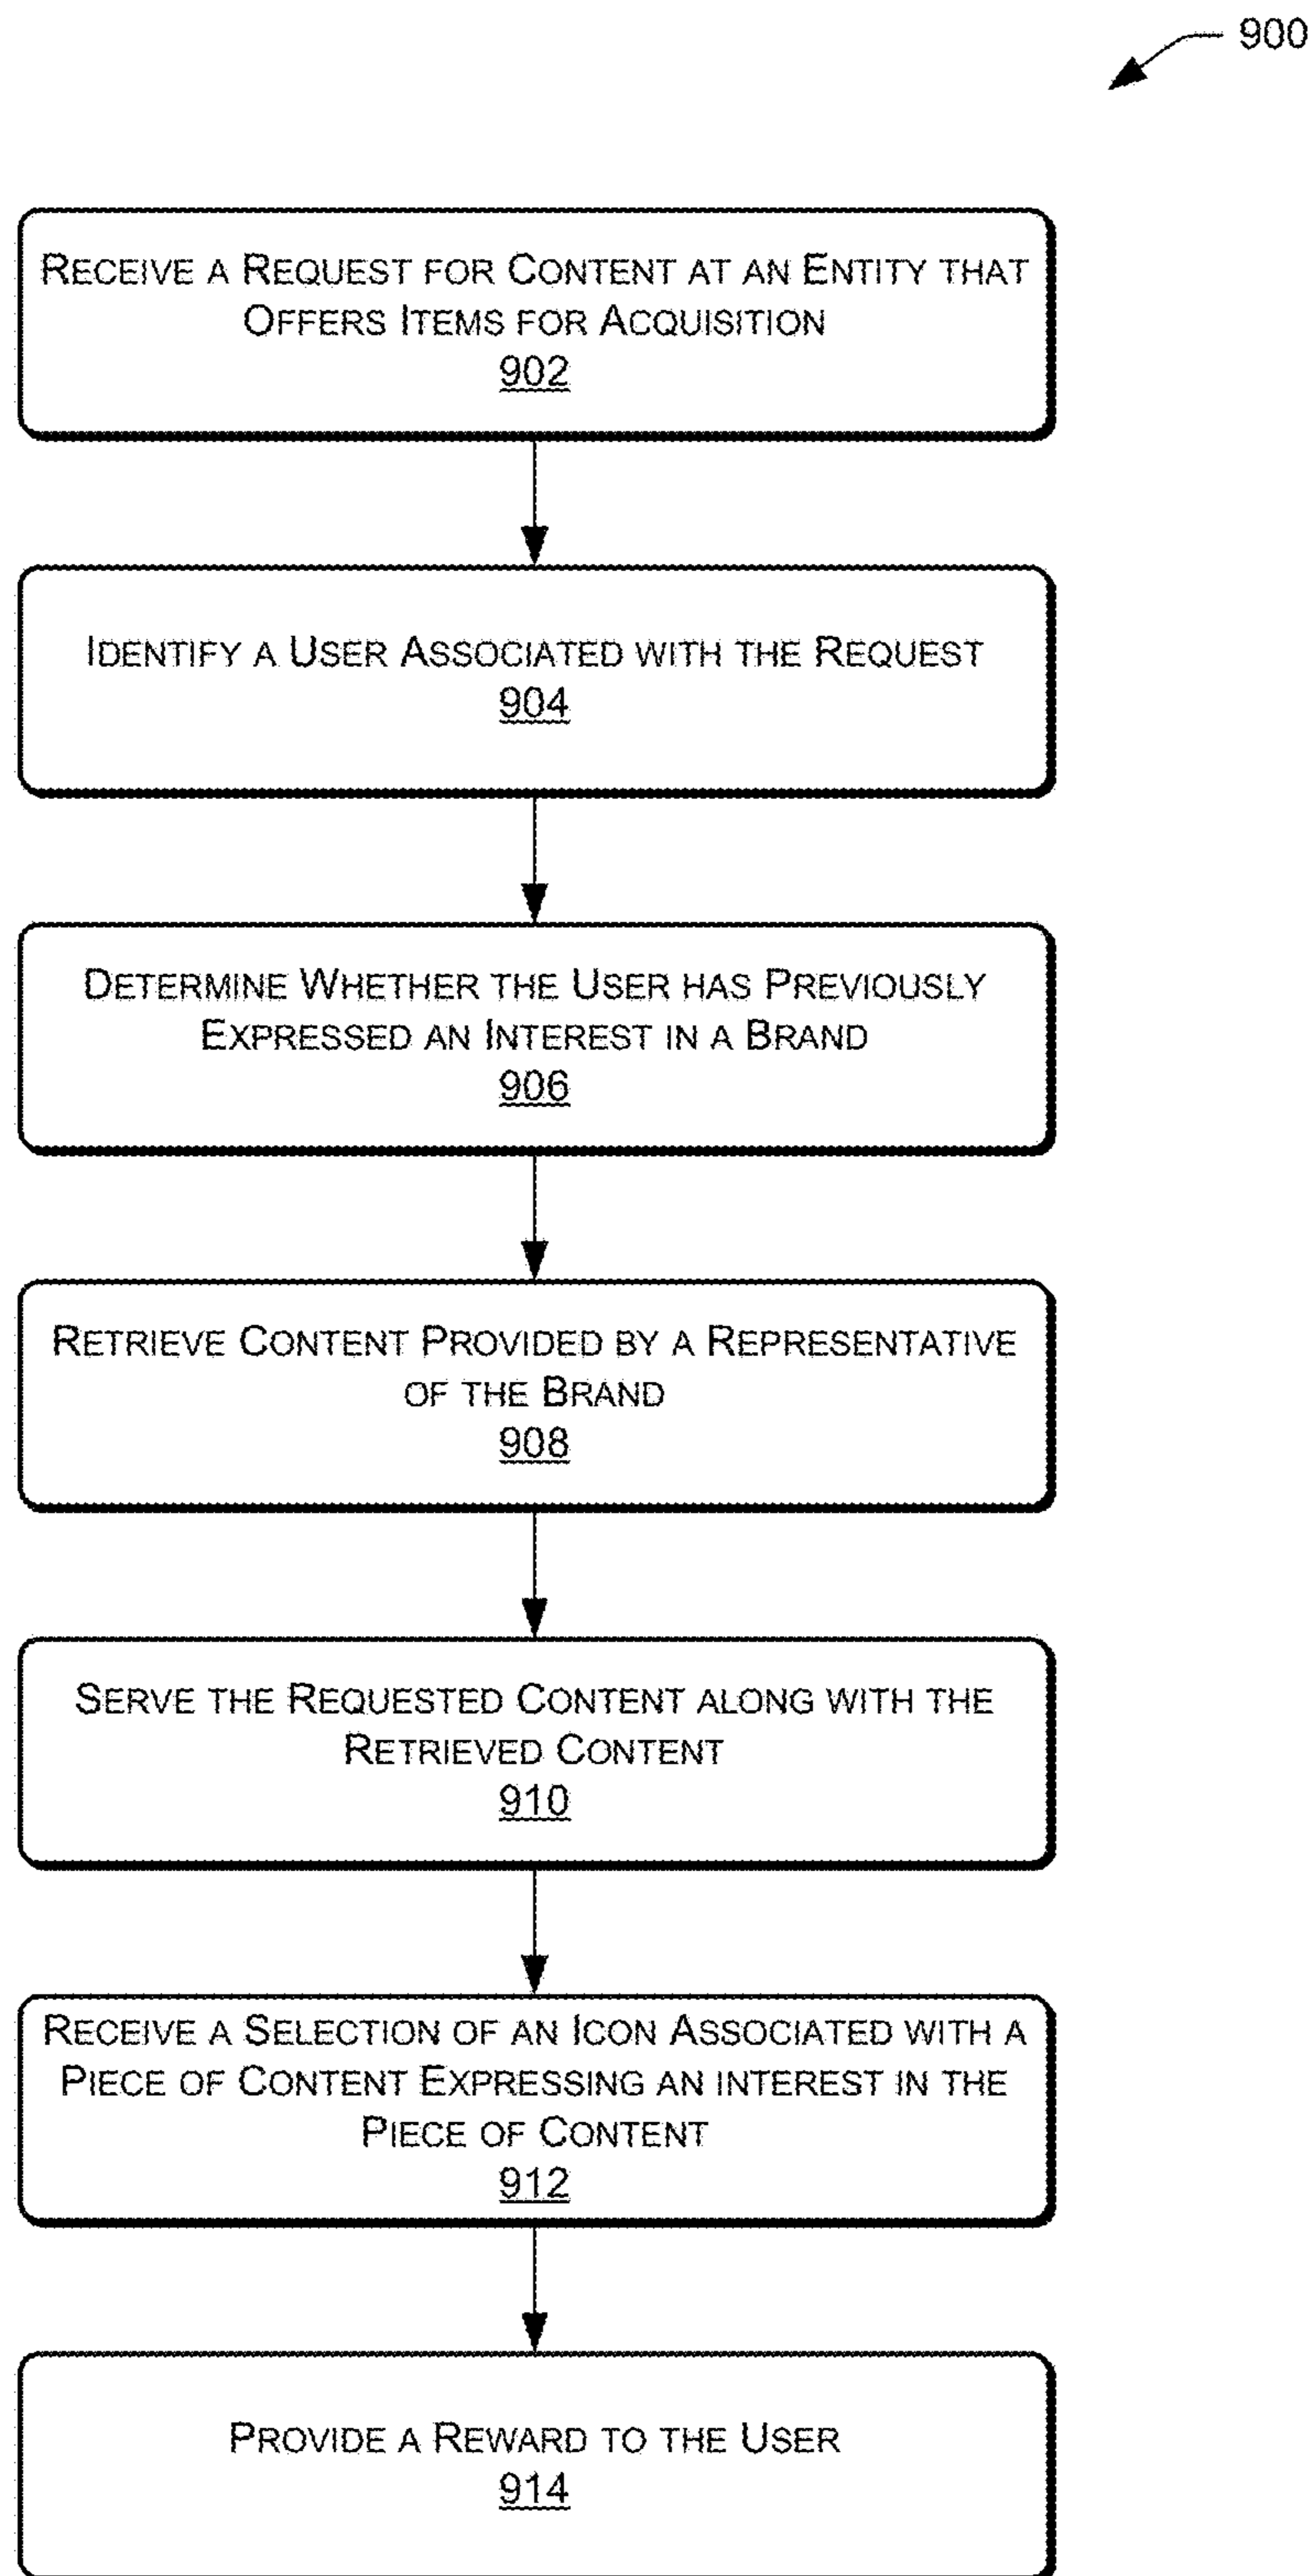 900
RECEIVE A REQUEST FOR CONTENT AT AN ENTITY THAT
OFFERS ITEMS FOR ACQUISITION
902
IDENTIFY A USER ASSOCIATED WITH THE REQUEST
904
DETERMINE WHETHER THE USER HAS PREVIOUSLY
EXPRESSED AN INTEREST IN A BRAND
906
RETRIEVE CONTENT PROVIDED BY A REPRESENTATIVE
OF THE BRAND
908
SERVE THE REQUESTED CONTENT ALONG WITH THE
RETRIEVED CONTENT
910
RECEIVE A SELECTION OF AN ICON ASSOCIATED WITH A
PIECE OF CONTENT EXPRESSING AN INTEREST IN THE
PIECE OF CONTENT
912
PROVIDE A REWARD TO THE USER
914